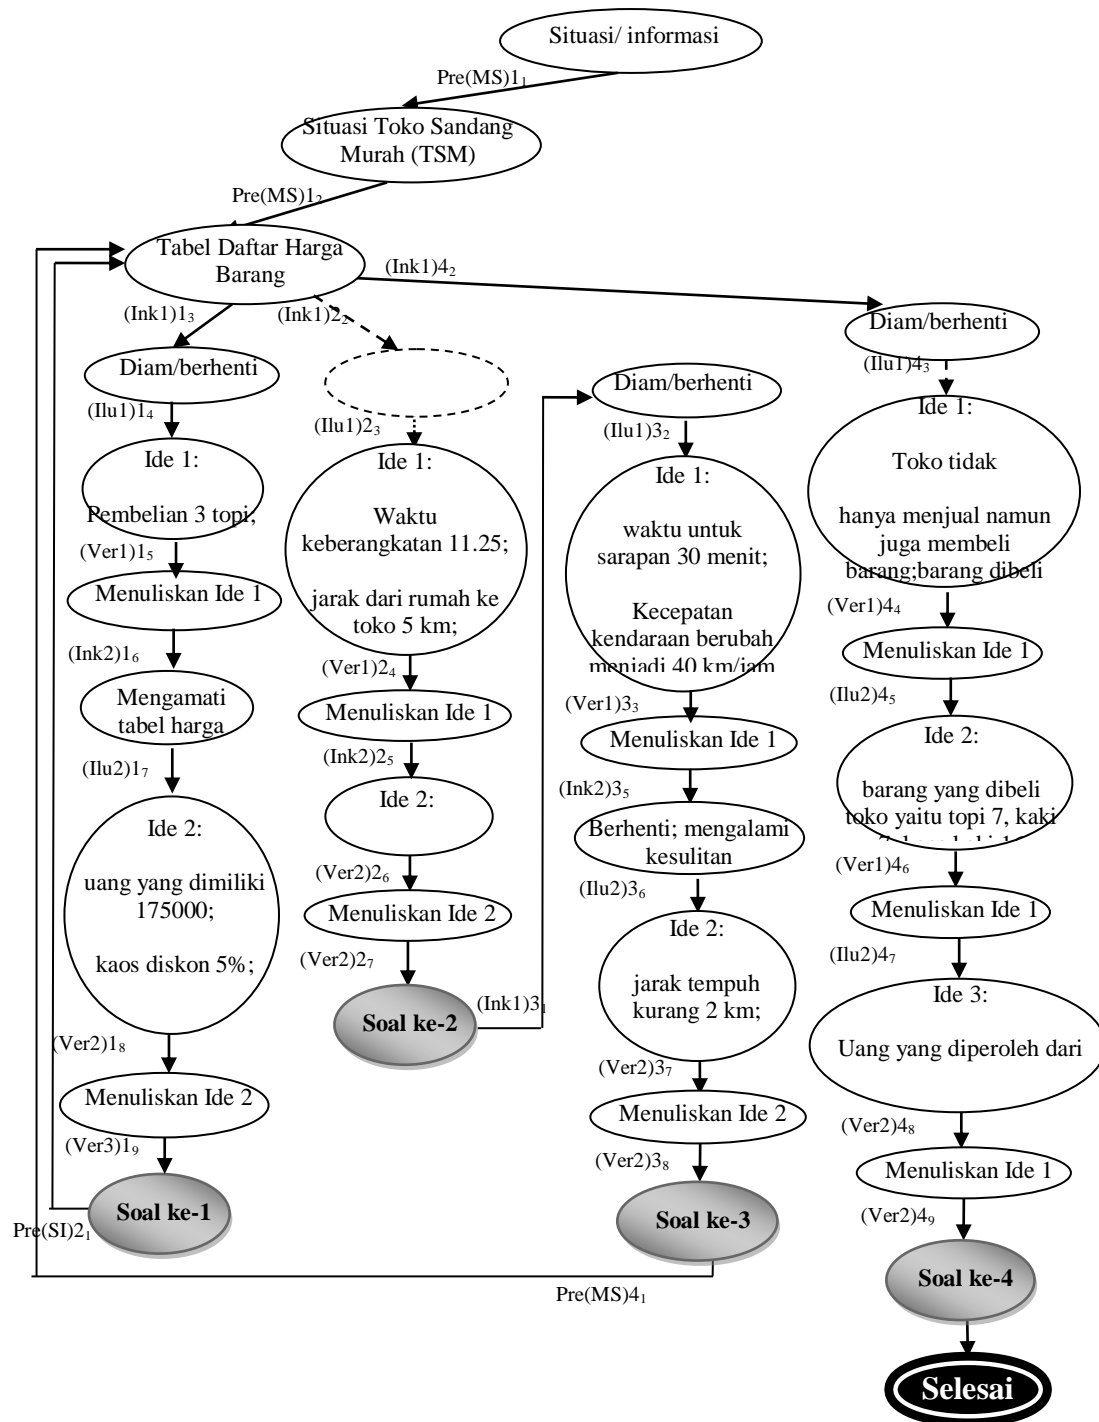 Situasi/ informasi
Pre(MS)1₁
Situasi Toko Sandang
Murah (TSM)
Pre(MS)1₂
Tabel Daftar Harga
Barang
(Ink1)1₃
Diam/berhenti
(Ilu1)1₄
Ide 1:
Pembelian 3 topi;
(Ver1)1₅
Menuliskan Ide 1
(Ink2)1₆
Mengamati
tabel harga
(Ilu2)1₇
Ide 2:
uang yang dimiliki
175000;
kaos diskon 5%;
(Ver2)1₈
Menuliskan Ide 2
(Ver3)1₉
Soal ke-1
Pre(SI)2₁
(Ink1)2₂
(Ilu1)2₃
Ide 1:
Waktu
keberangkatan 11.25;
jarak dari rumah ke
toko 5 km;
(Ver1)2₄
Menuliskan Ide 1
(Ink2)2₅
Ide 2:
(Ver2)2₆
Menuliskan Ide 2
(Ver2)2₇
Soal ke-2
(Ink1)3₁
Diam/berhenti
(Ilu1)3₂
Ide 1:
waktu untuk
sarapan 30 menit;
Kecepatan
kendaraan berubah
menjadi 40 km/jam
(Ver1)3₃
Menuliskan Ide 1
(Ink2)3₅
Berhenti; mengalami
kesulitan
(Ilu2)3₆
Ide 2:
jarak tempuh
kurang 2 km;
(Ver2)3₇
Menuliskan Ide 2
(Ver2)3₈
Soal ke-3
Pre(MS)4₁
(Ink1)4₂
Diam/berhenti
(Ilu1)4₃
Ide 1:
Toko tidak
hanya menjual namun
juga membeli
barang;barang dibeli
(Ver1)4₄
Menuliskan Ide 1
(Ilu2)4₅
Ide 2:
barang yang dibeli
toko yaitu topi 7, kaki
(Ver1)4₆
Menuliskan Ide 1
(Ilu2)4₇
Ide 3:
Uang yang diperoleh dari
(Ver2)4₈
Menuliskan Ide 1
(Ver2)4₉
Soal ke-4
Selesai